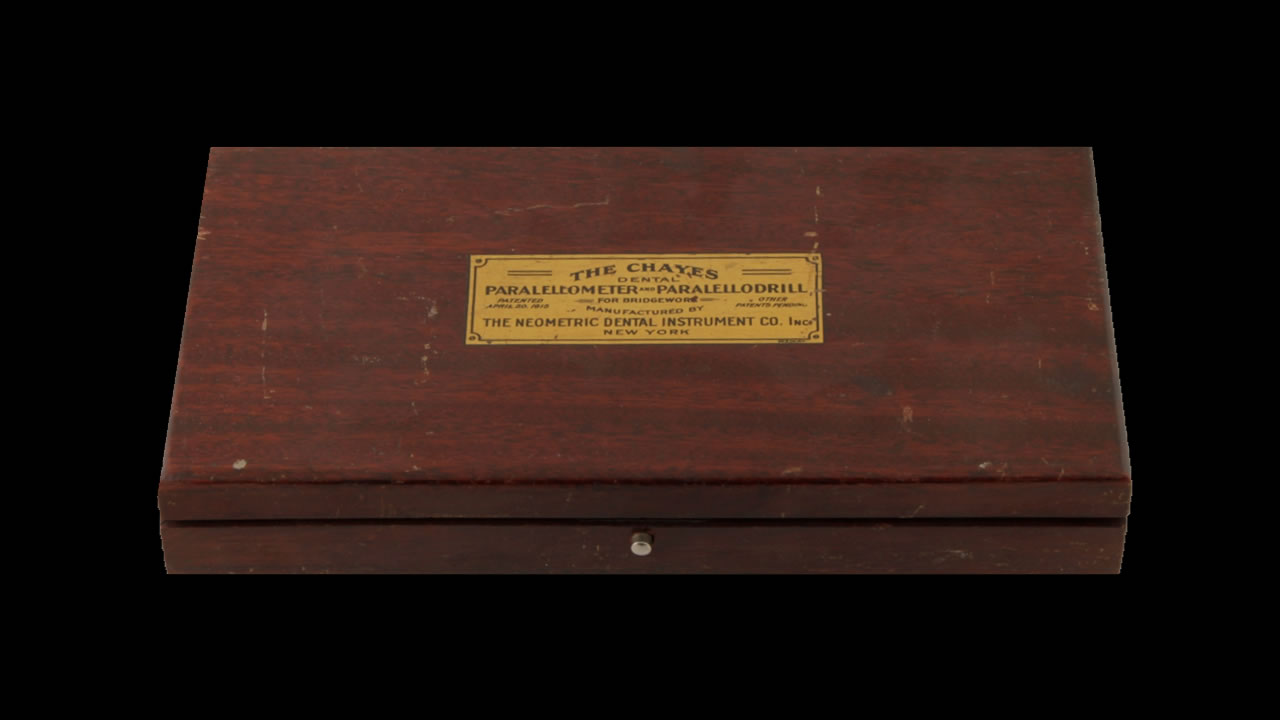 THE CHAYES
DENTAL
PARALELLOMETER AND PARALELLODRILL
PATENTED
APRIL 20, 1915
FOR BRIDGEWORK
OTHER
PATENTS PENDING
MANUFACTURED BY
THE NEOMETRIC DENTAL INSTRUMENT CO. INC.
NEW YORK